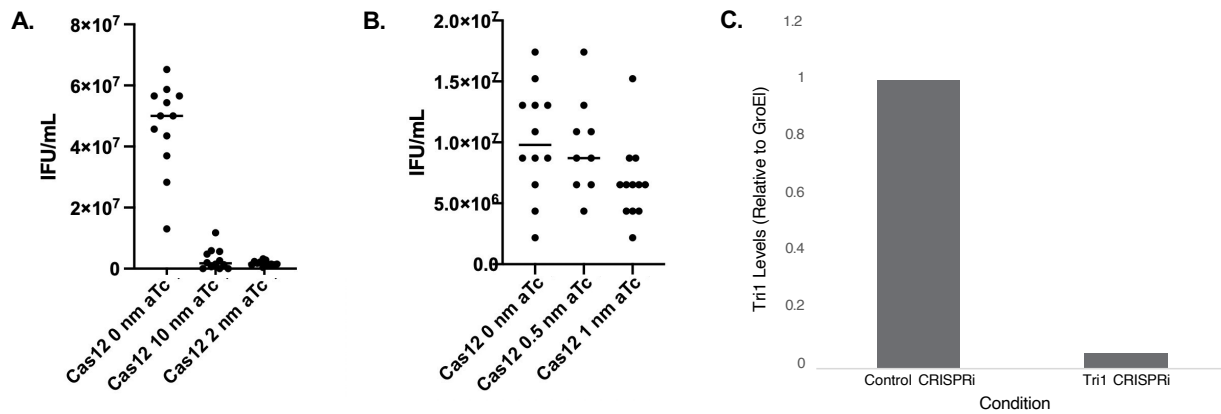 A.
8×10⁷
6×10⁷
4×10⁷
2×10⁷
0
IFU/mL
Cas12 0 nm aTc
Cas12 10 nm aTc
Cas12 2 nm aTc
B.
2.0×10⁷
1.5×10⁷
1.0×10⁷
5.0×10⁶
0.0
IFU/mL
Cas12 0 nm aTc
Cas12 0.5 nm aTc
Cas12 1 nm aTc
C.
1.2
1
0.8
0.6
0.4
0.2
0
Tri1 Levels (Relative to GroEl)
Control CRISPRi
Tri1 CRISPRi
Condition